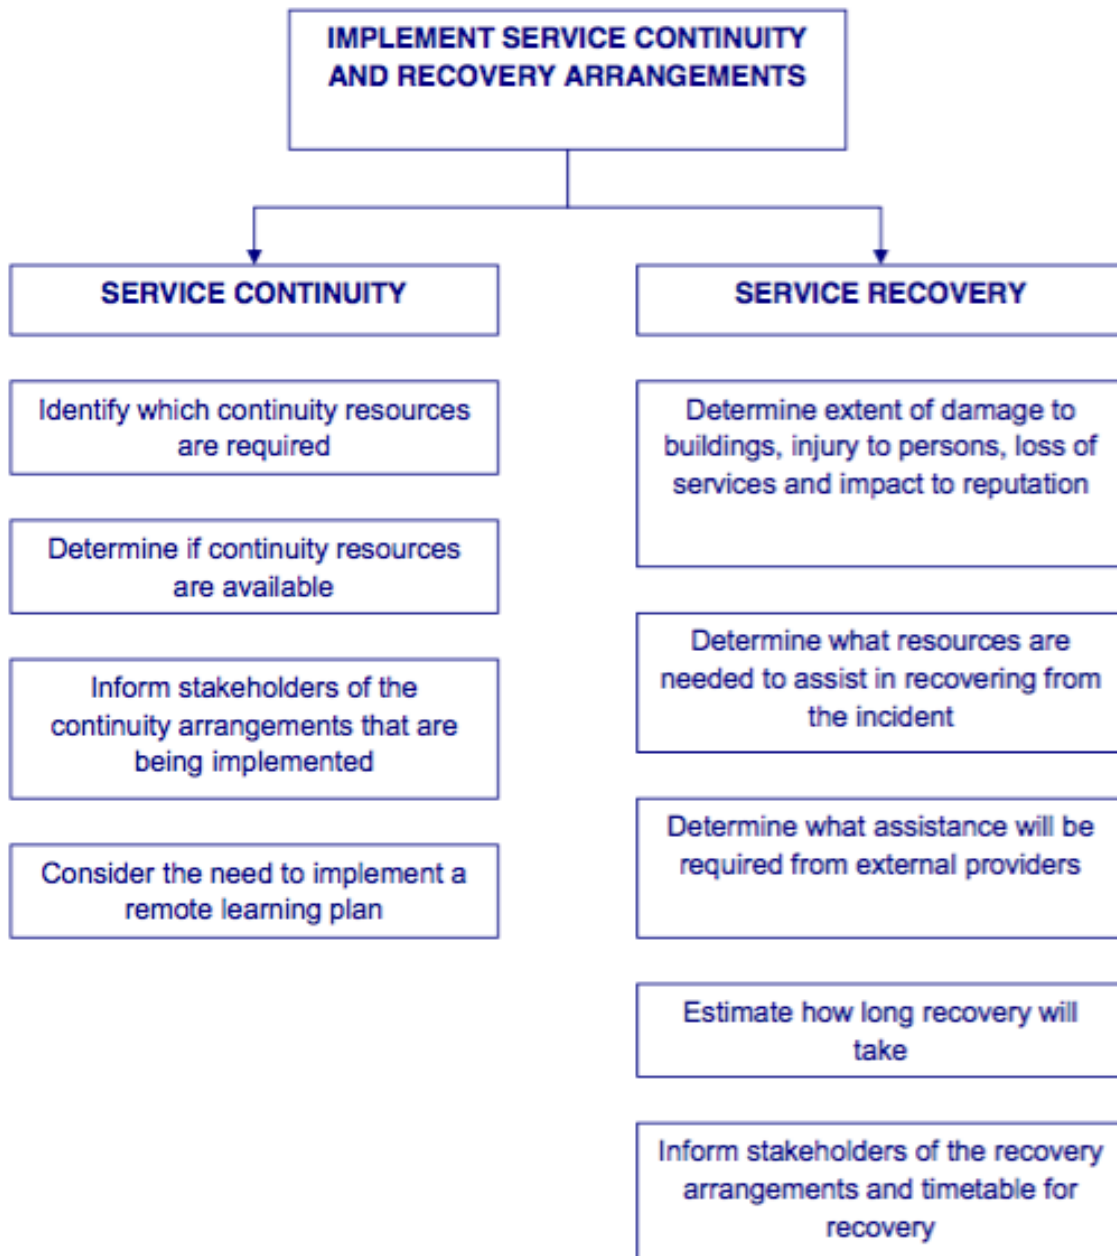 IMPLEMENT SERVICE CONTINUITY
AND RECOVERY ARRANGEMENTS
SERVICE CONTINUITY
Identify which continuity resources
are required
Determine if continuity resources
are available
Inform stakeholders of the
continuity arrangements that are
being implemented
Consider the need to implement a
remote learning plan
SERVICE RECOVERY
Determine extent of damage to
buildings, injury to persons, loss of
services and impact to reputation
Determine what resources are
needed to assist in recovering from
the incident
Determine what assistance will be
required from external providers
Estimate how long recovery will
take
Inform stakeholders of the recovery
arrangements and timetable for
recovery